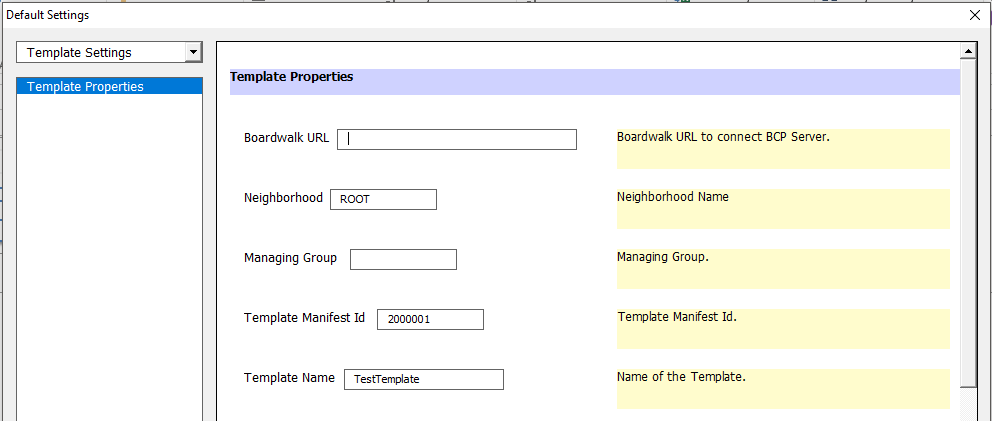 Default Settings
Template Settings
Template Properties
Template Properties
Boardwalk URL
Boardwalk URL to connect BCP Server.
Neighborhood ROOT
Neighborhood Name
Managing Group
Managing Group.
Template Manifest Id 2000001
Template Manifest Id.
Template Name TestTemplate
Name of the Template.